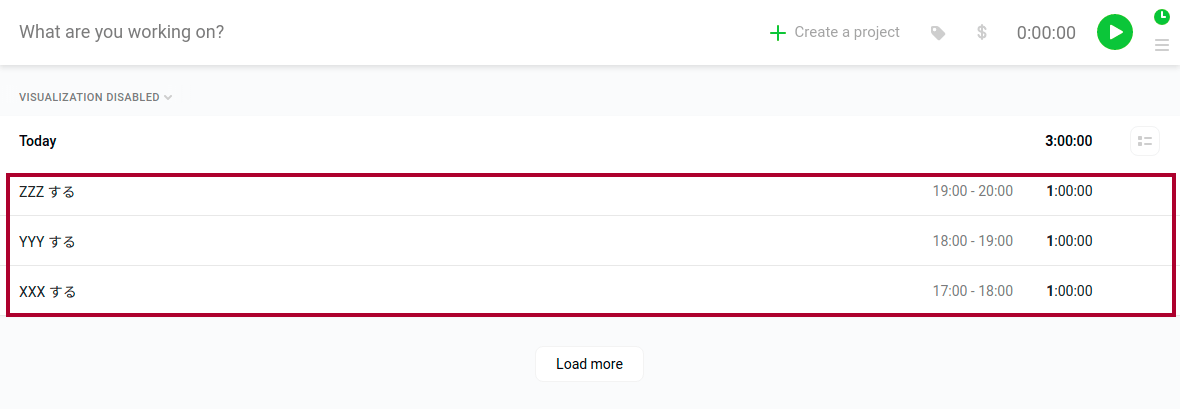 What are you working on? Create a project $ 0:00:00
VISUALIZATION DISABLED
Today 3:00:00
ZZZ する 19:00 - 20:00 1:00:00
YYY する 18:00 - 19:00 1:00:00
XXX する 17:00 - 18:00 1:00:00
Load more